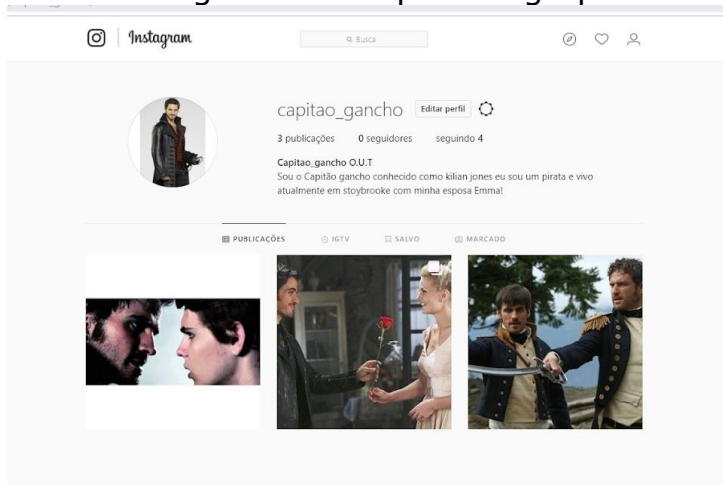 Instagram
Busca
capitao_gancho Editar perfil
3 publicações 0 seguidores seguindo 4
Capitao_gancho O.U.T
Sou o Capitão gancho conhecido como kilian jones eu sou um pirata e vivo
atualmente em stoybrooke com minha esposa Emma!
PUBLICAÇÕES IGTV SALVO MARCADO